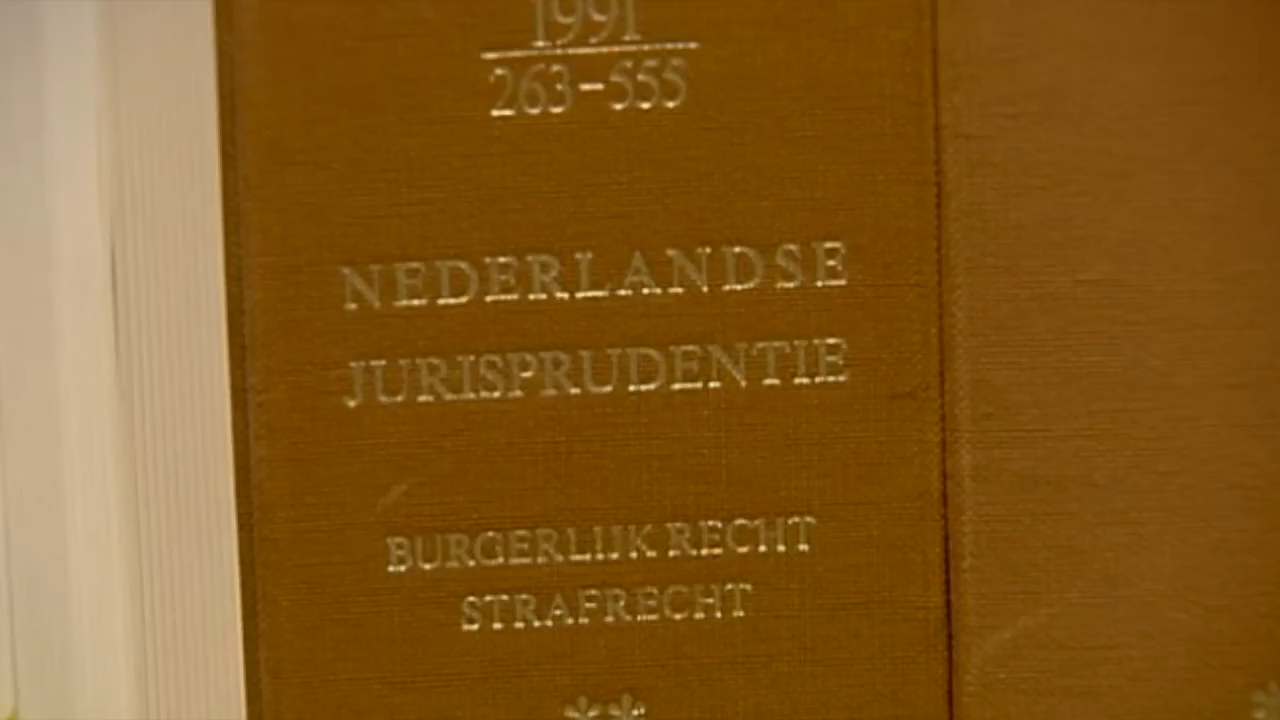 1991
263-555
NEDERLANDSE
JURISPRUDENTIE
BURGERLIJK RECHT
STRAFRECHT
**